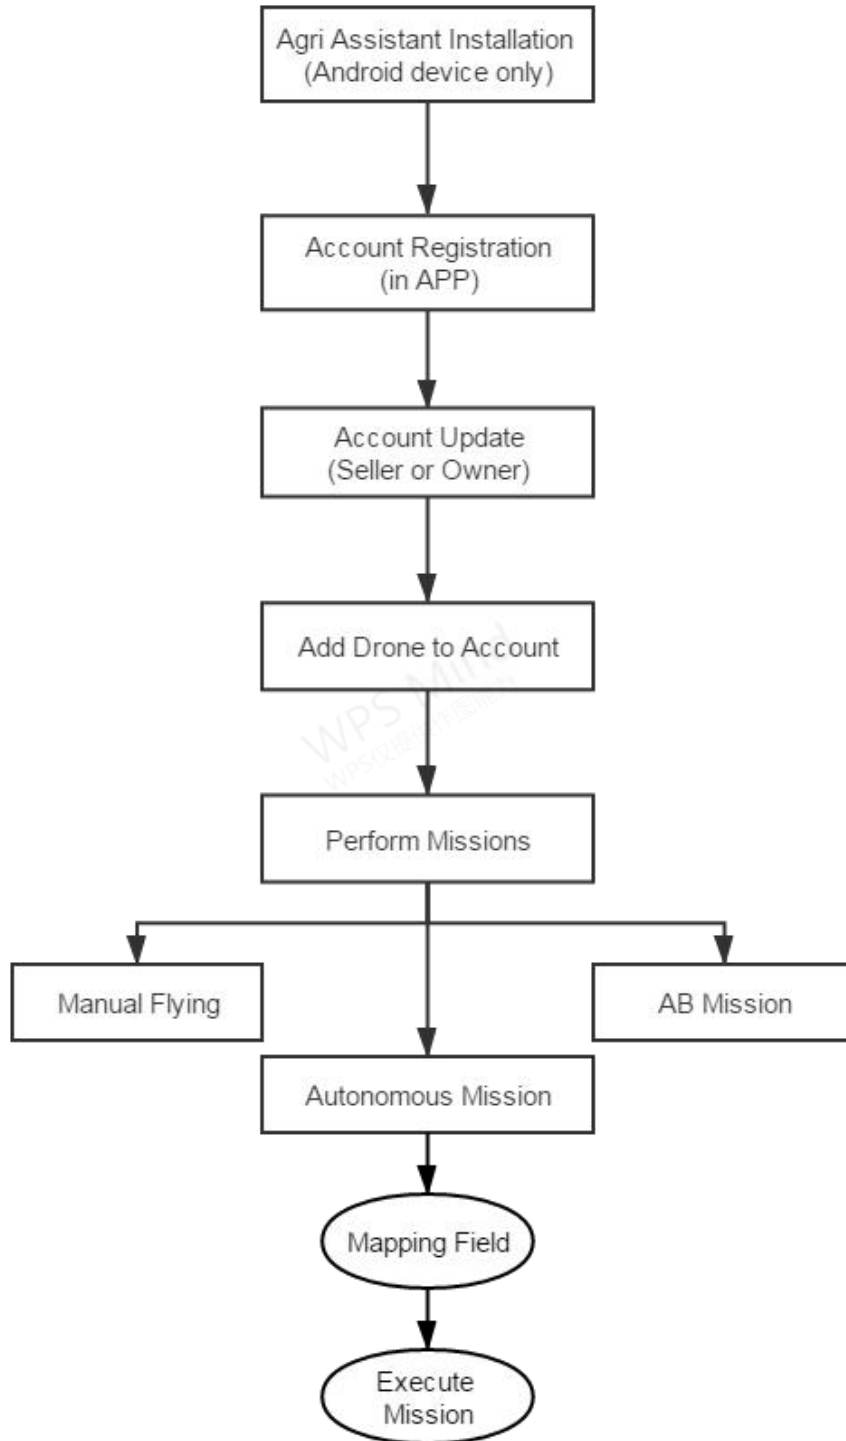 Agri Assistant Installation
(Android device only)
Account Registration
(in APP)
Account Update
(Seller or Owner)
Add Drone to Account
WPS Mind
Perform Missions
Manual Flying
AB Mission
Autonomous Mission
Mapping Field
Execute
Mission